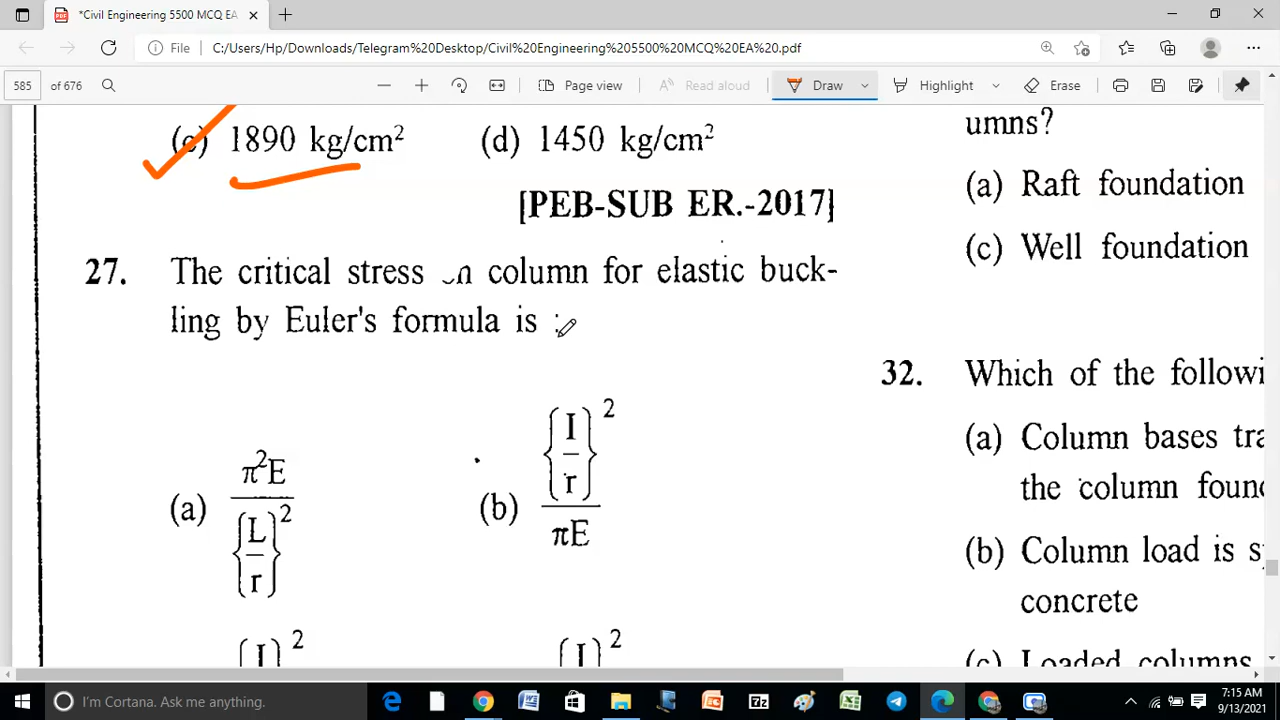 *Civil Engineering 5500 MCQ EA
File
C:/Users/Hp/Downloads/Telegram%20Desktop/Civil%20Engineering%205500%20MCQ%20EA%20.pdf
585 of 676
Page view
Read aloud
Draw
Highlight
Erase
(c) 1890 kg/cm² (d) 1450 kg/cm²
[PEB-SUB ER.-2017]
27. The critical stress column for elastic buck-
ling by Euler's formula is :
(a) π²E / {L/r}²
(b) {I/r}² / πE
{I }²
{I }²
umns?
(a) Raft foundation
(c) Well foundation
32. Which of the followi
(a) Column bases tra
the column foun
(b) Column load is s
concrete
(c) Loaded columns
I'm Cortana. Ask me anything.
7:15 AM
9/13/2021